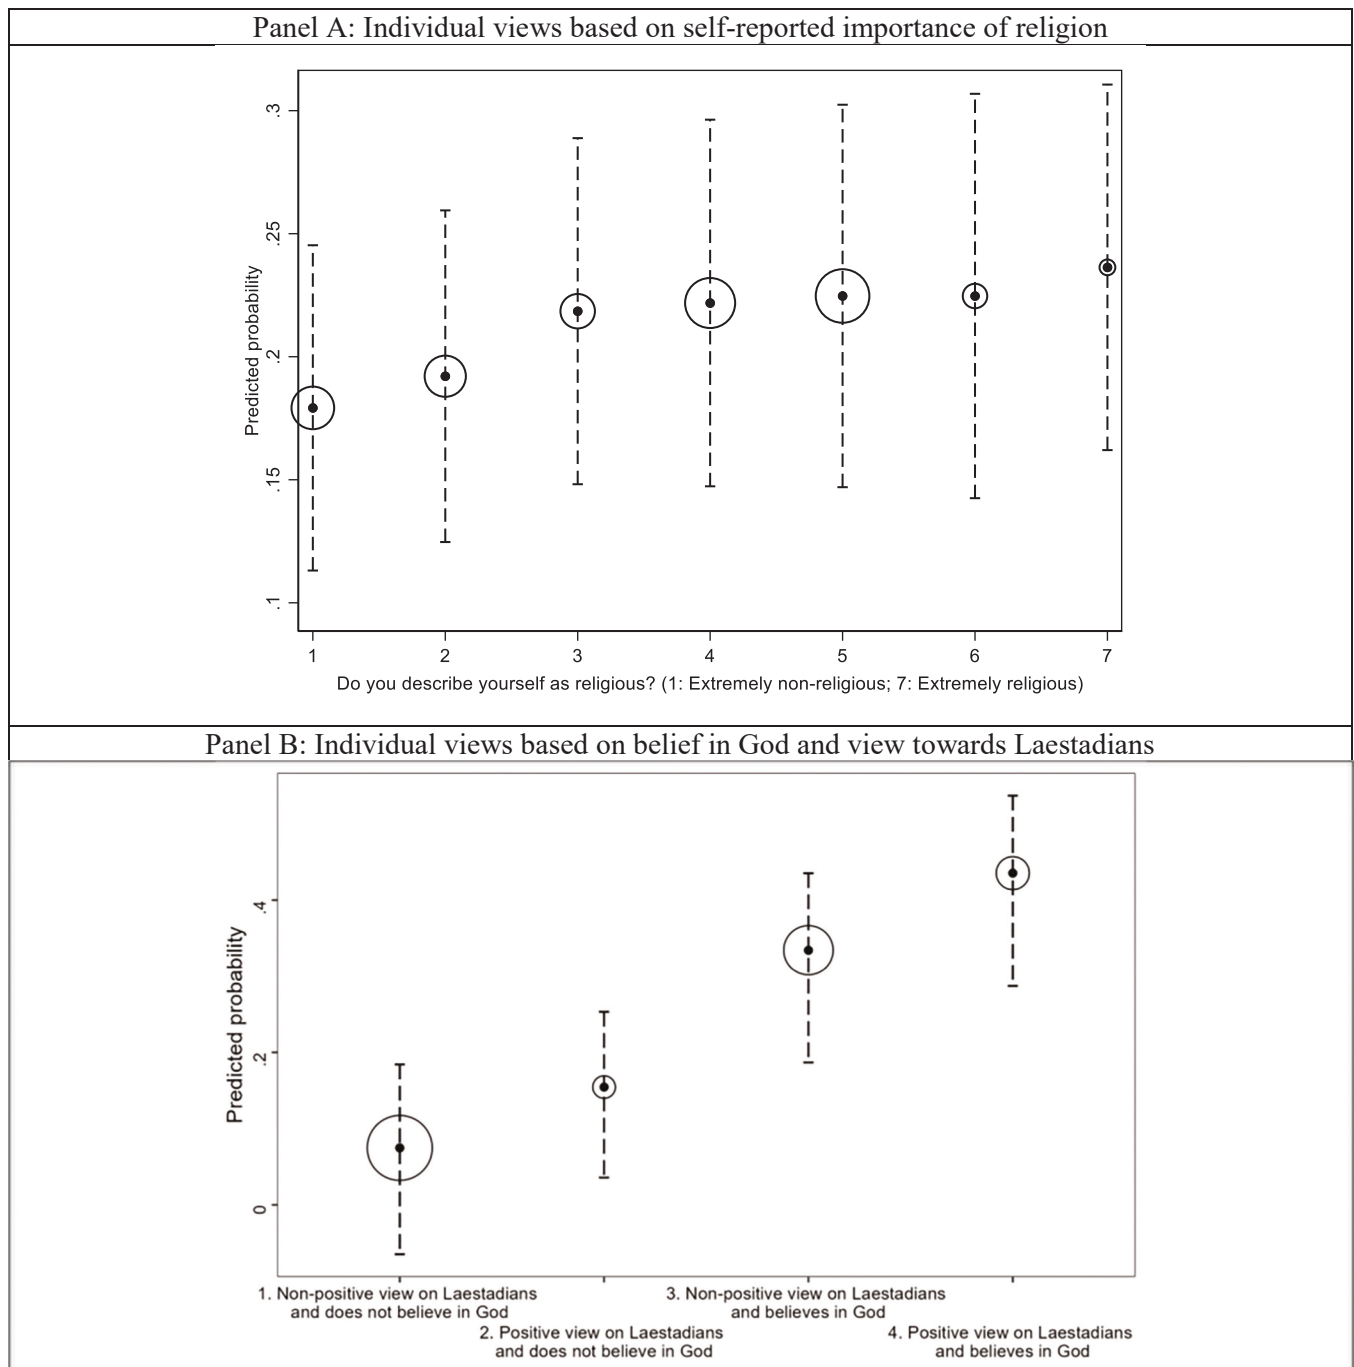 Panel A: Individual views based on self-reported importance of religion
Predicted probability
.3
.25
.2
.15
.1
1 2 3 4 5 6 7
Do you describe yourself as religious? (1: Extremely non-religious; 7: Extremely religious)
Panel B: Individual views based on belief in God and view towards Laestadians
Predicted probability
.4
.2
0
1. Non-positive view on Laestadians
and does not believe in God
2. Positive view on Laestadians
and does not believe in God
3. Non-positive view on Laestadians
and believes in God
4. Positive view on Laestadians
and believes in God